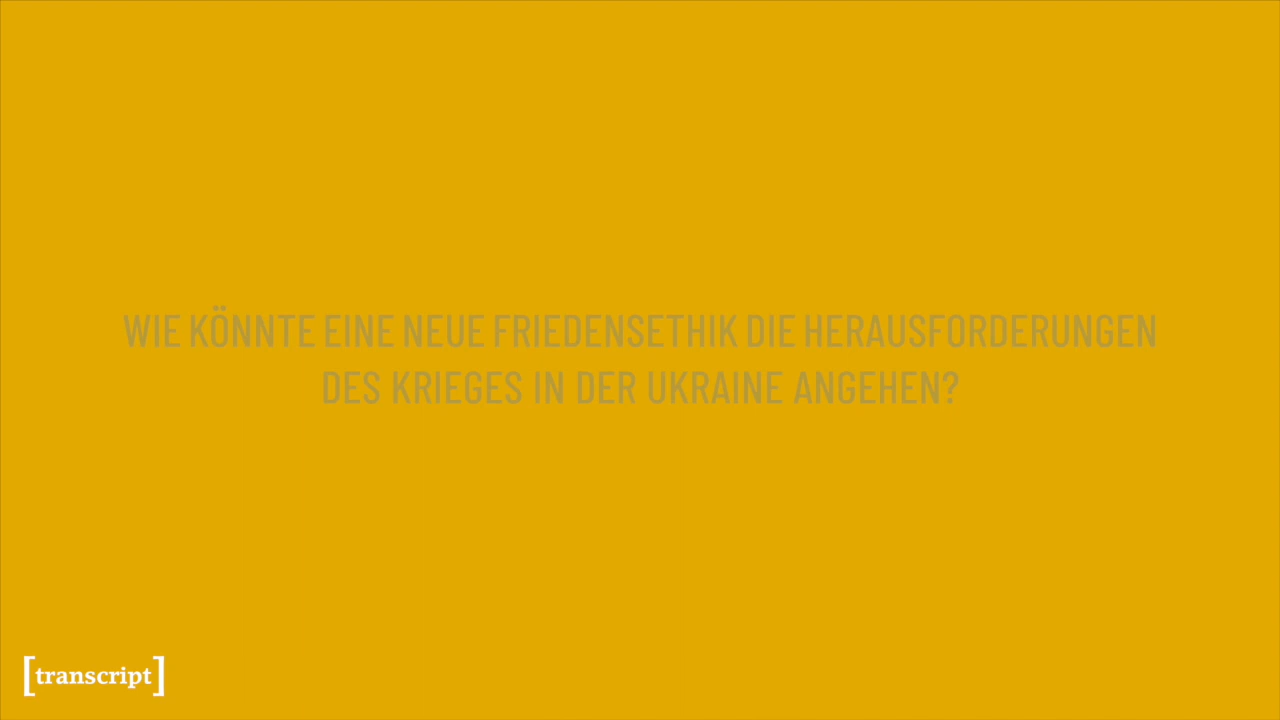 WIE KÖNNTE EINE NEUE FRIEDENSETHIK DIE HERAUSFORDERUNGEN
DES KRIEGES IN DER UKRAINE ANGEHEN?
[transcript]